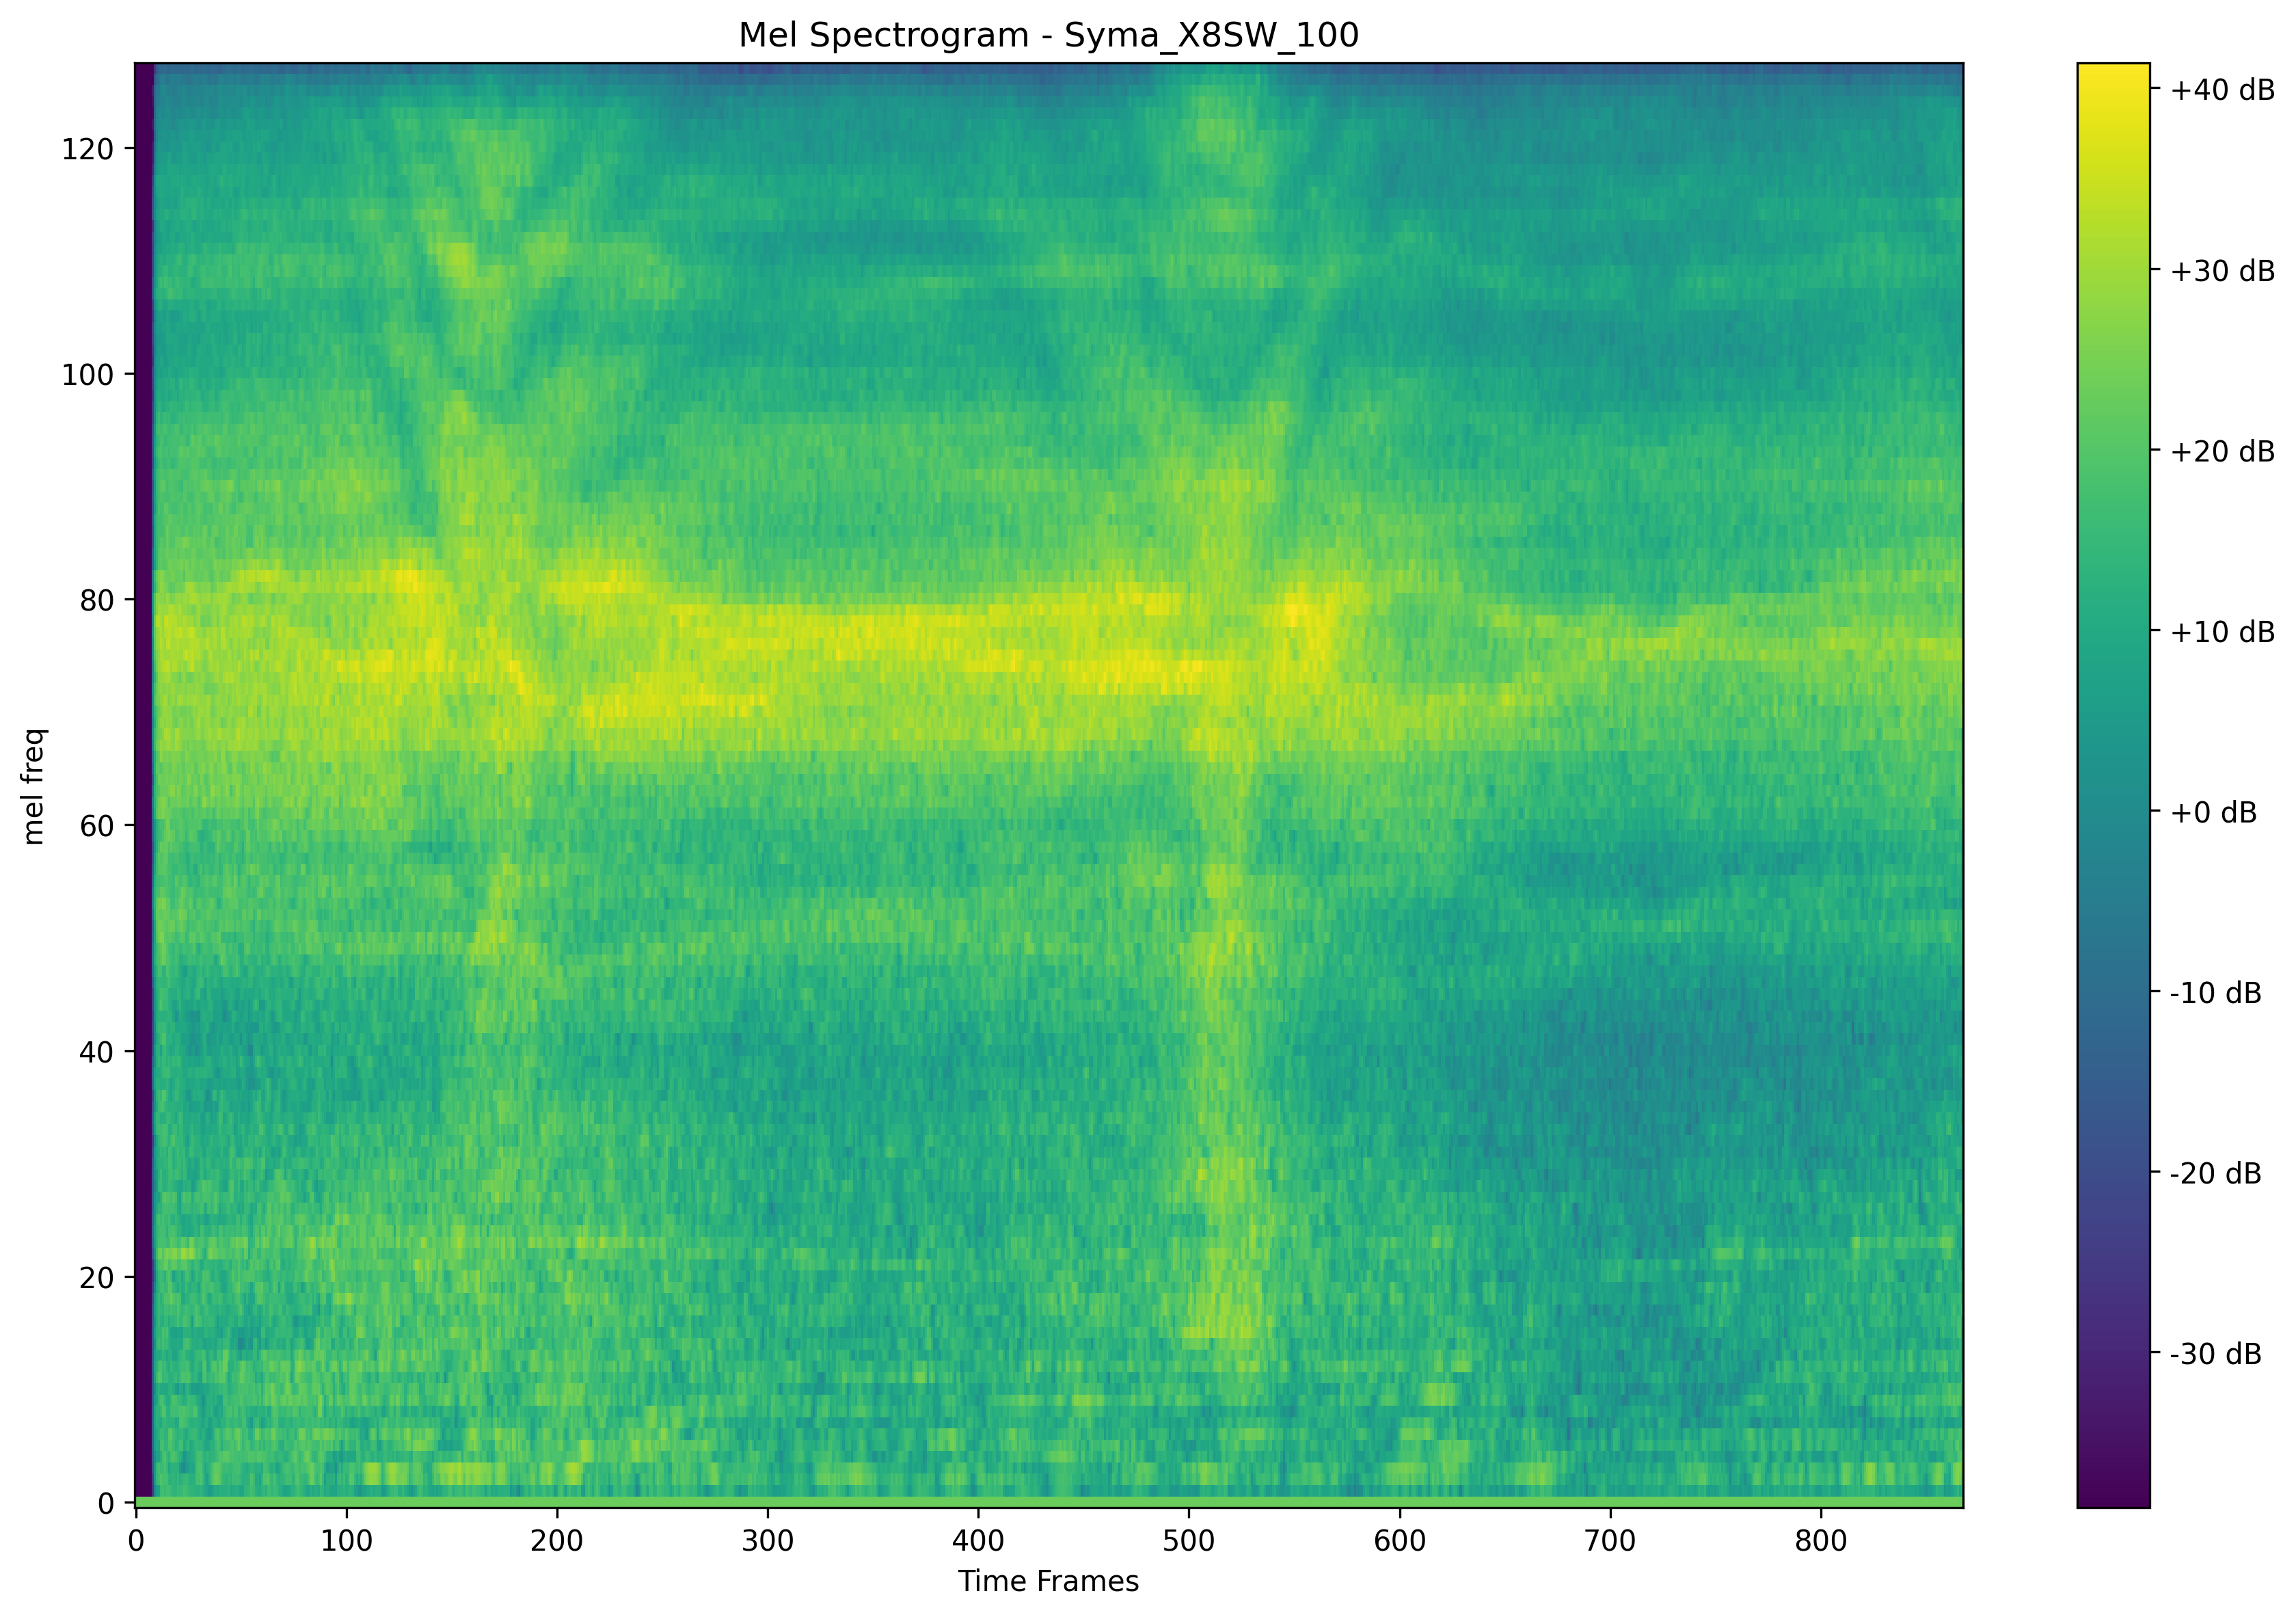 Mel Spectrogram - Syma_X8SW_100
+40 dB
+30 dB
+20 dB
+10 dB
+0 dB
-10 dB
-20 dB
-30 dB
mel freq
120
100
80
60
40
20
0
0 100 200 300 400 500 600 700 800
Time Frames